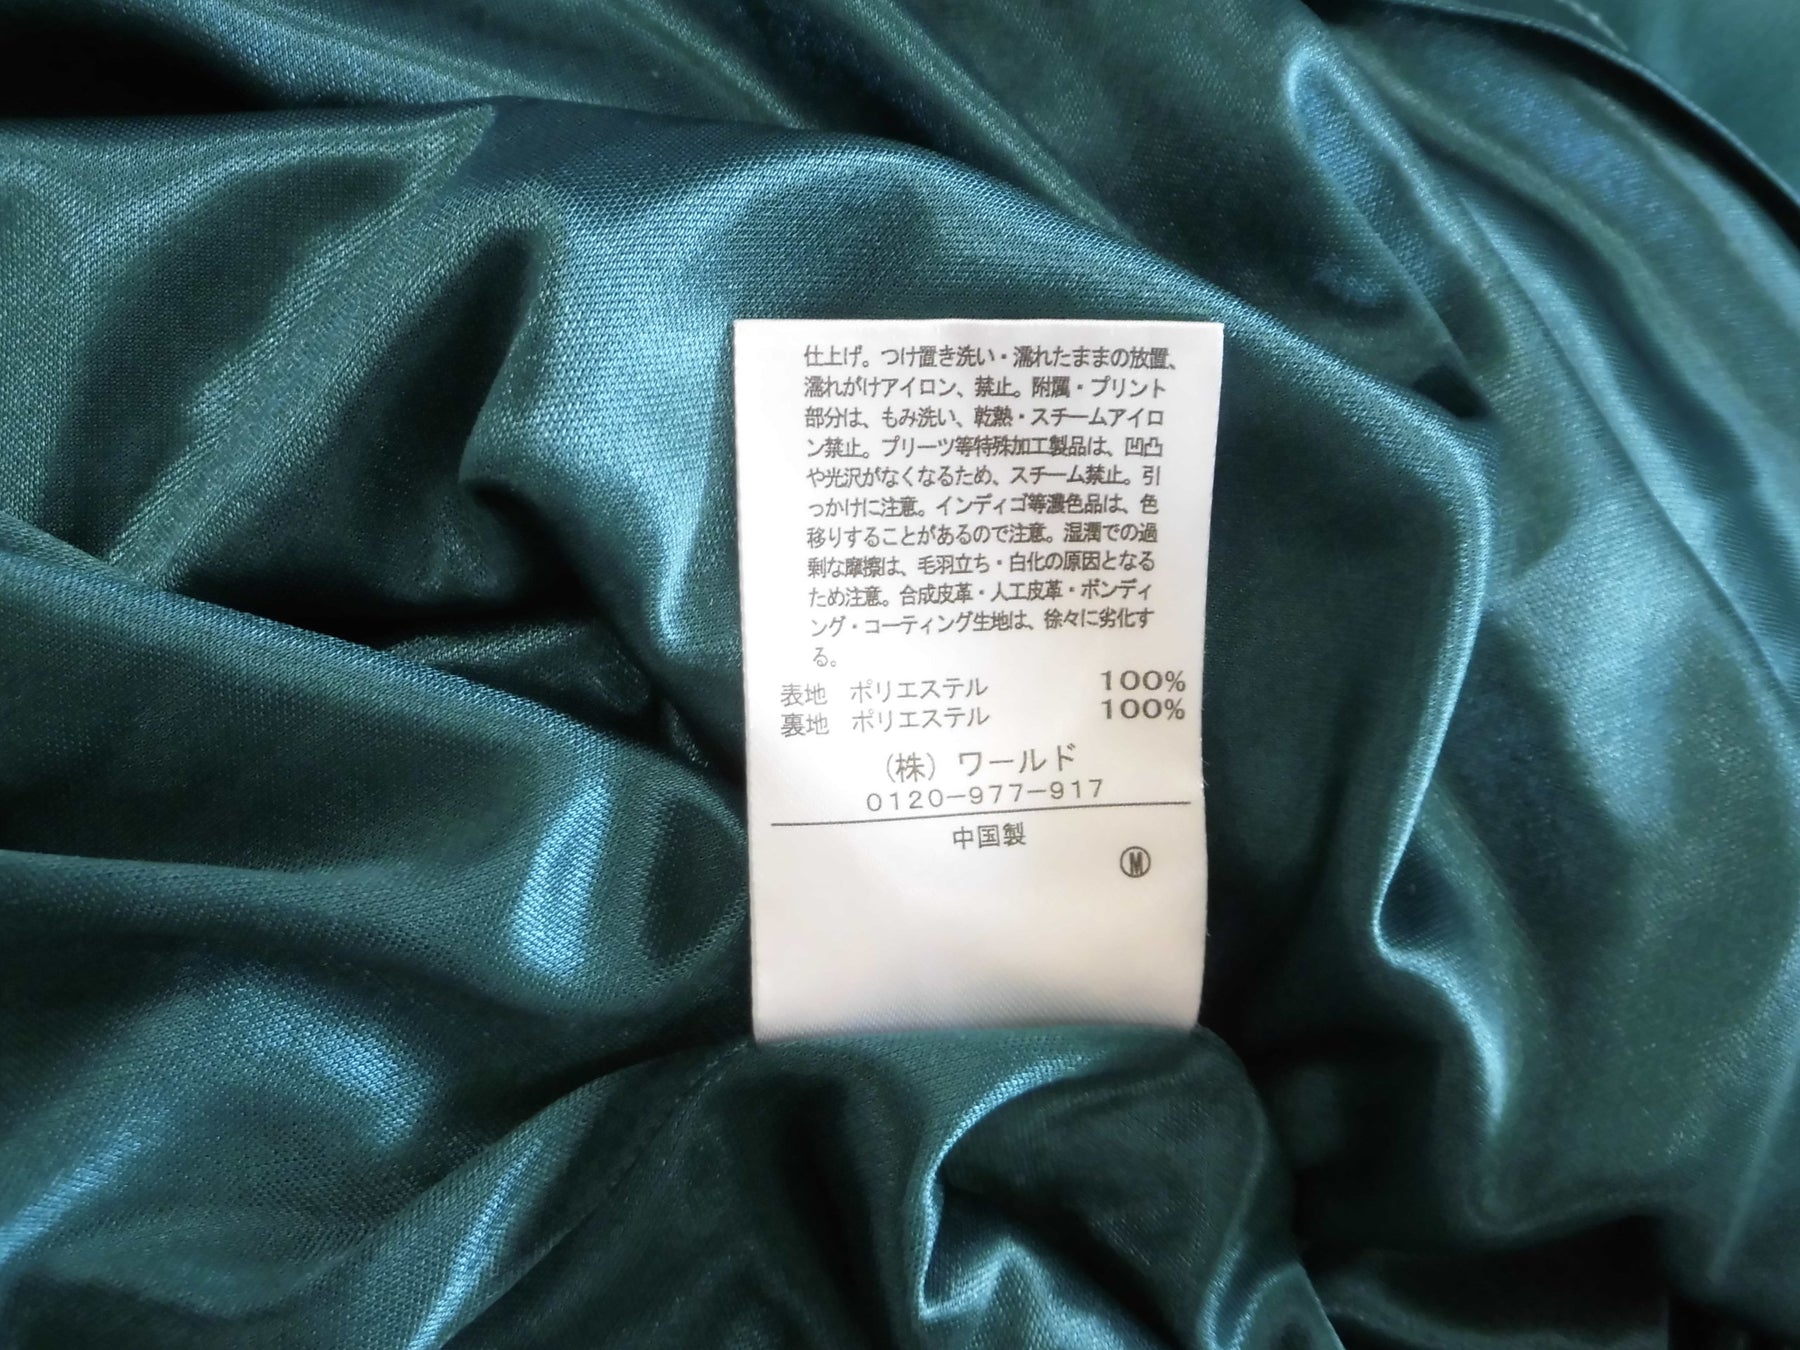 仕上げ。つけ置き洗い・濡れたままの放置、
濡れがけアイロン、禁止。附属・プリント
部分は、もみ洗い、乾熱・スチームアイロ
ン禁止。プリーツ等特殊加工製品は、凹凸
や光沢がなくなるため、スチーム禁止。引
っかけに注意。インディゴ等濃色品は、色
移りすることがあるので注意。湿潤での過
剰な摩擦は、毛羽立ち・白化の原因となる
ため注意。合成皮革・人工皮革・ボンディ
ング・コーティング生地は、徐々に劣化す
る。
表地 ポリエステル 100%
裏地 ポリエステル 100%
(株)ワールド
0120-977-917
中国製
Ⓜ